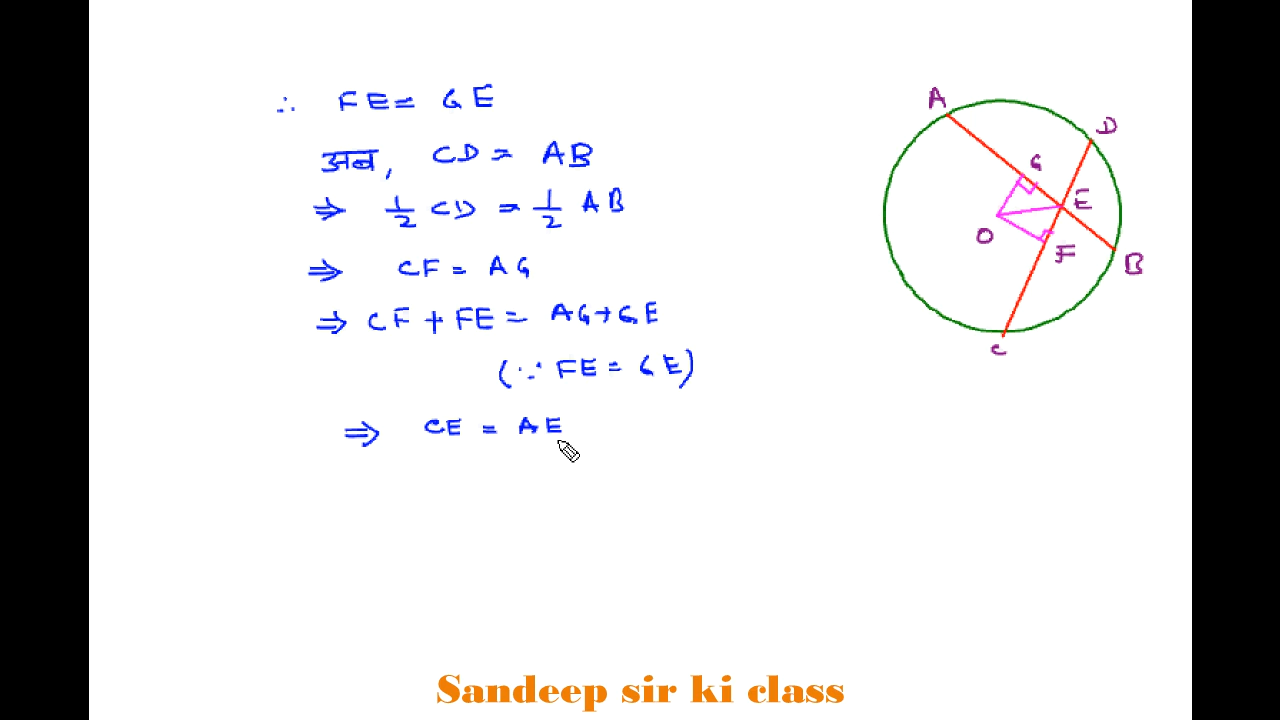 ∴ FE = GE
अब, CD = AB
⇒ 1/2 CD = 1/2 AB
⇒ CF = AG
⇒ CF + FE = AG + GE
(∵ FE = GE)
⇒ CE = AE
A
D
G
E
O
F
B
C
Sandeep sir ki class